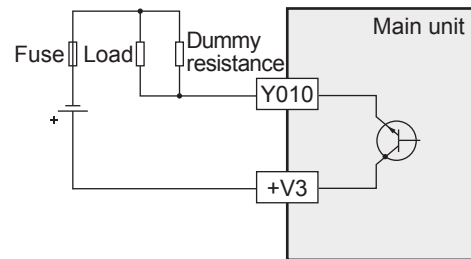 Main unit
Fuse
Load
Dummy
resistance
Y010
+
+V3